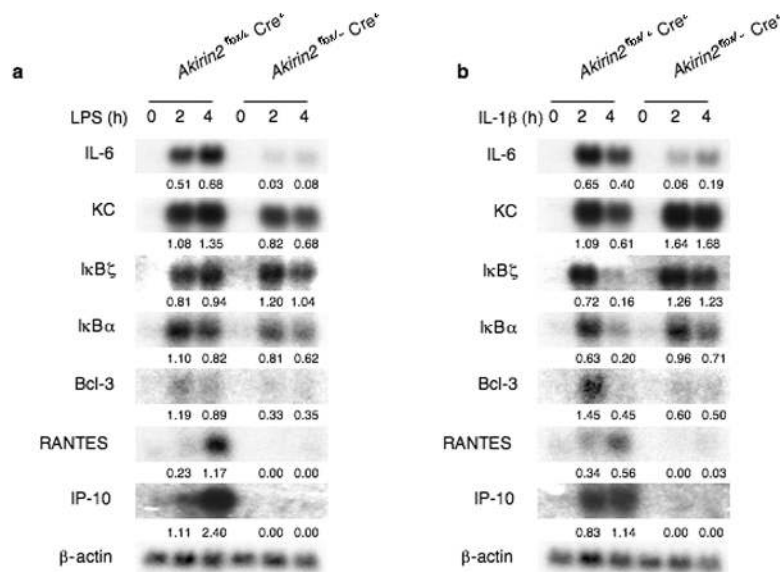 Akirin2flox/+ Cre+ Akirin2flox/− Cre+
a
LPS (h) 0 2 4 0 2 4
IL-6
0.51 0.68 0.03 0.08
KC
1.08 1.35 0.82 0.68
IκBζ
0.81 0.94 1.20 1.04
IκBα
1.10 0.82 0.81 0.62
Bcl-3
1.19 0.89 0.33 0.35
RANTES
0.23 1.17 0.00 0.00
IP-10
1.11 2.40 0.00 0.00
β-actin
Akirin2flox/+ Cre+ Akirin2flox/− Cre+
b
IL-1β (h) 0 2 4 0 2 4
IL-6
0.65 0.40 0.06 0.19
KC
1.09 0.61 1.64 1.68
IκBζ
0.72 0.16 1.26 1.23
IκBα
0.63 0.20 0.96 0.71
Bcl-3
1.45 0.45 0.60 0.50
RANTES
0.34 0.56 0.00 0.03
IP-10
0.83 1.14 0.00 0.00
β-actin